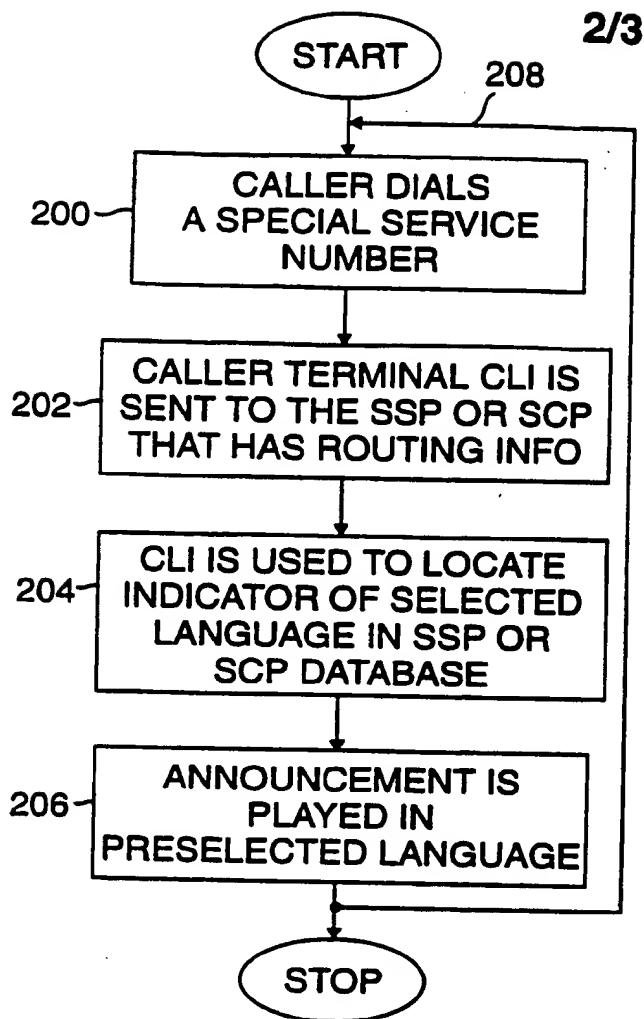 2/3
START
208
200
CALLER DIALS
A SPECIAL SERVICE
NUMBER
202
CALLER TERMINAL CLI IS
SENT TO THE SSP OR SCP
THAT HAS ROUTING INFO
204
CLI IS USED TO LOCATE
INDICATOR OF SELECTED
LANGUAGE IN SSP OR
SCP DATABASE
206
ANNOUNCEMENT IS
PLAYED IN
PRESELECTED LANGUAGE
STOP